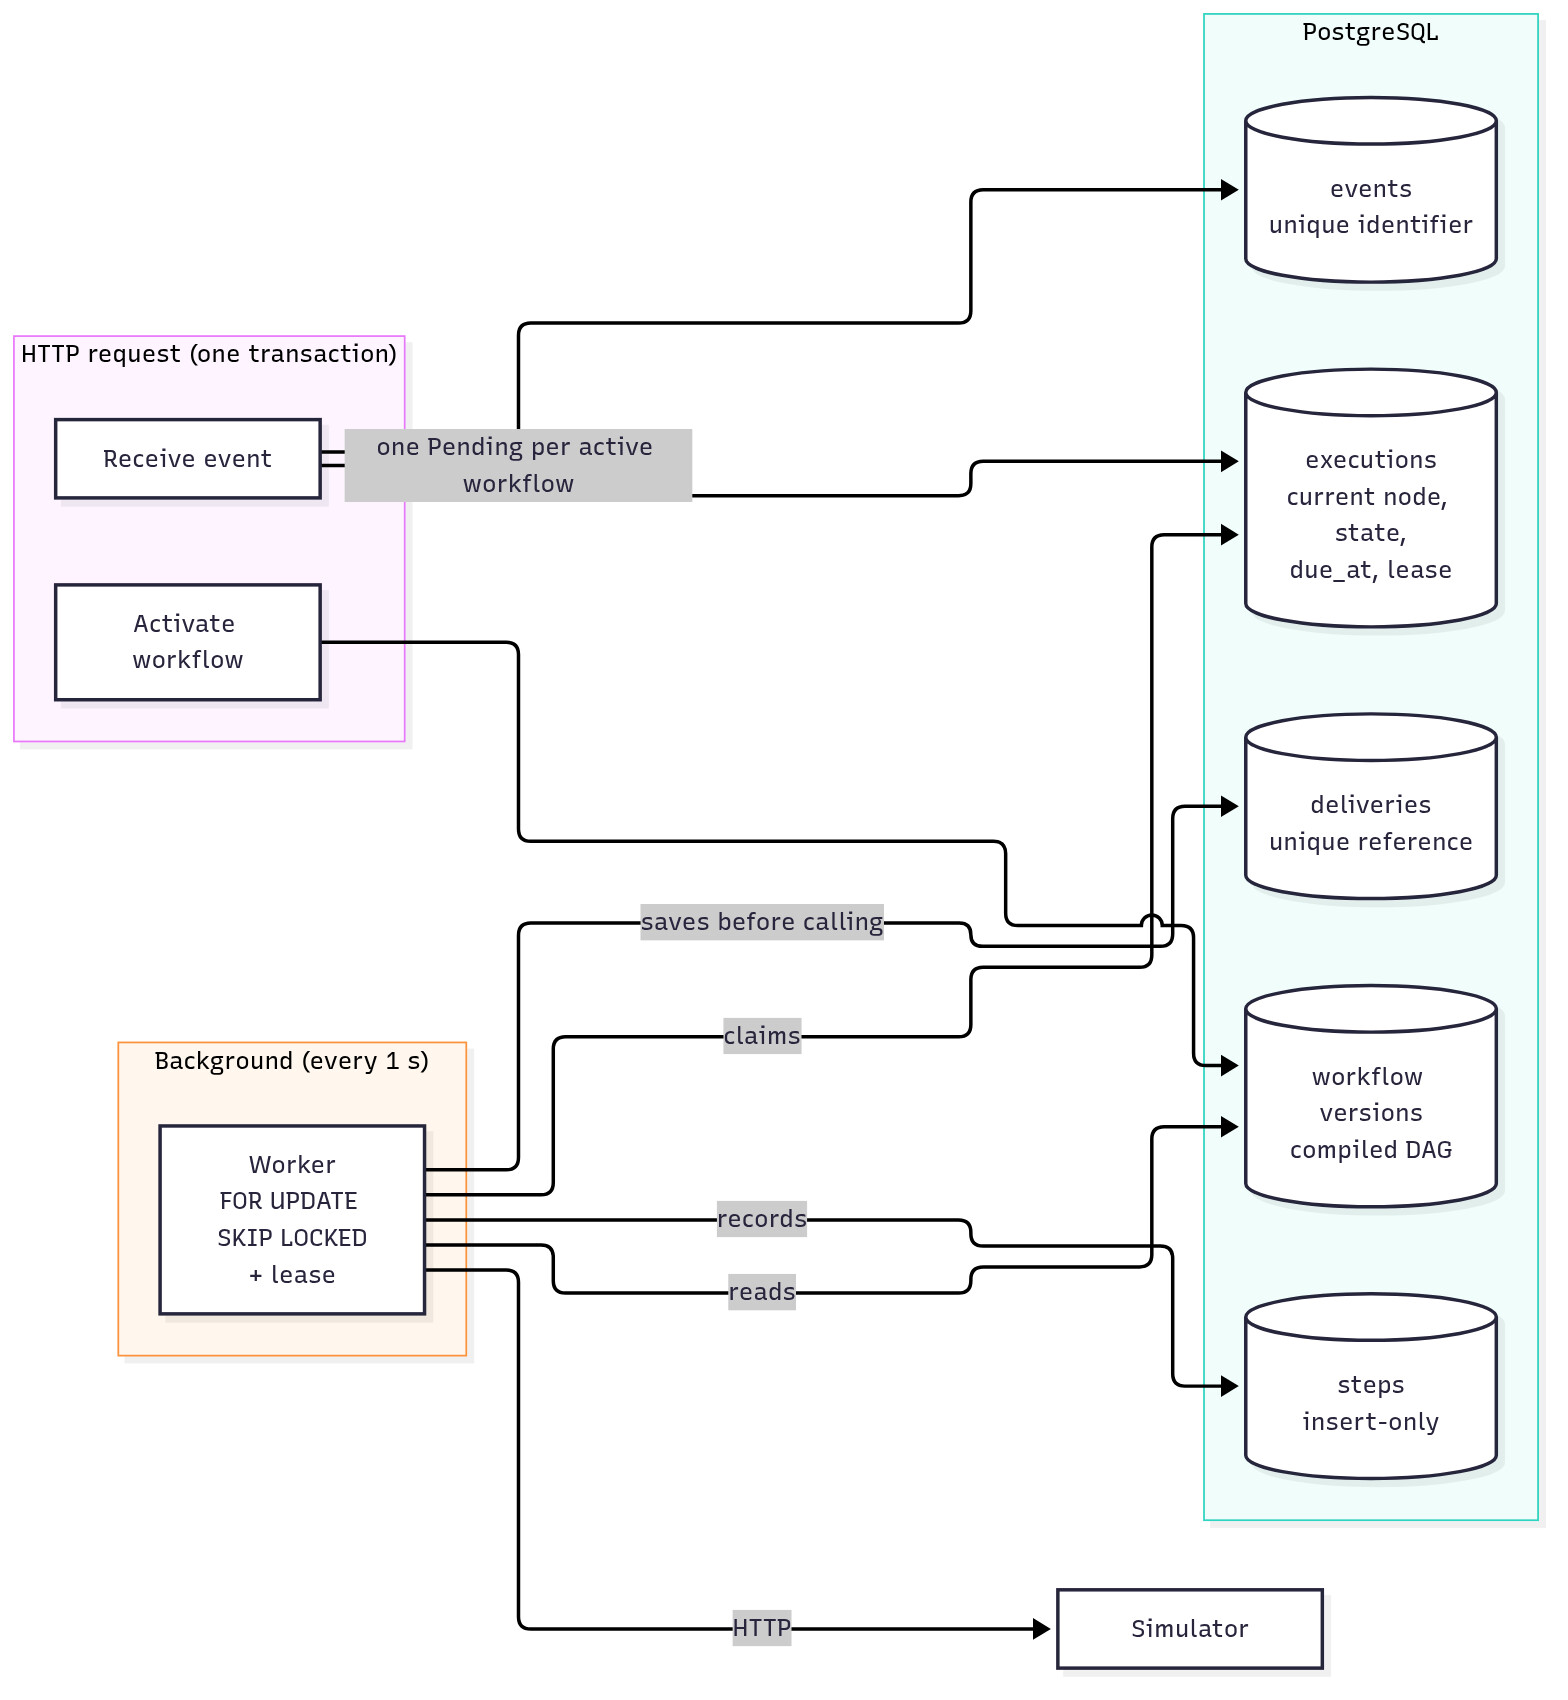 PostgreSQL
events
unique identifier
HTTP request (one transaction)
Receive event
one Pending per active
workflow
executions
current node,
state,
due_at, lease
Activate
workflow
deliveries
unique reference
saves before calling
claims
Background (every 1 s)
Worker
FOR UPDATE
SKIP LOCKED
+ lease
workflow
versions
compiled DAG
records
reads
steps
insert-only
HTTP
Simulator